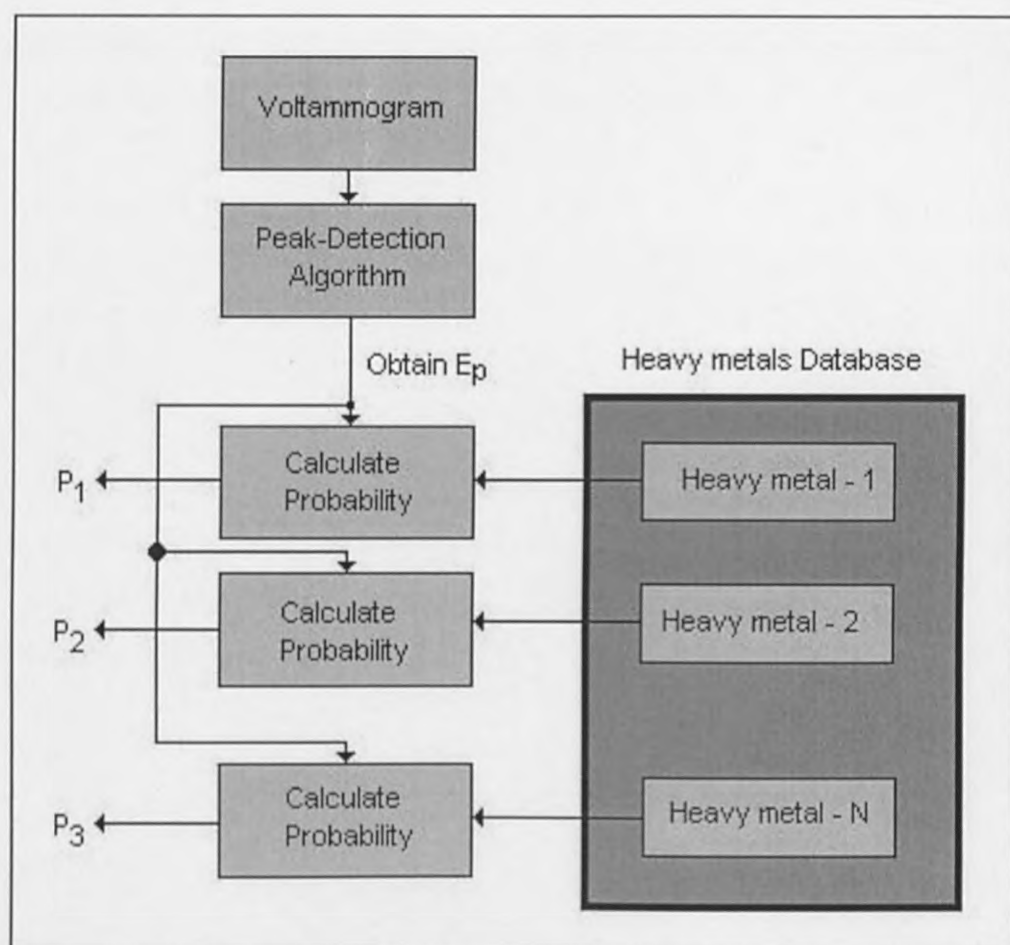 Voltammogram
Peak-Detection
Algorithm
Obtain Ep
Heavy metals Database
Calculate
Probability
P1
Heavy metal - 1
Calculate
Probability
P2
Heavy metal - 2
Calculate
Probability
P3
Heavy metal - N